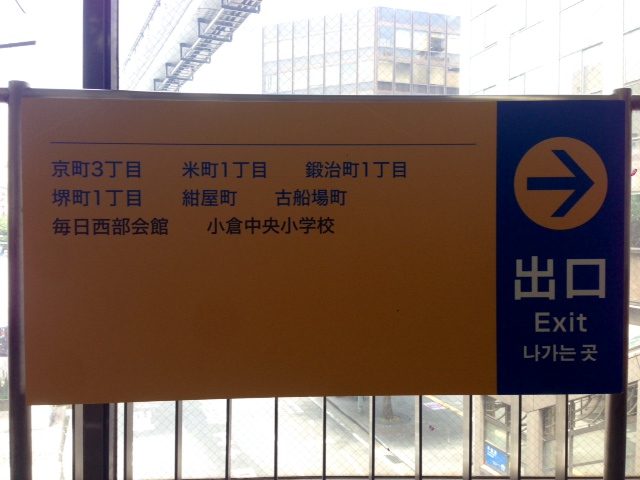 京町3丁目 米町1丁目 鍛治町1丁目
堺町1丁目 紺屋町 古船場町
毎日西部会館 小倉中央小学校
出口
Exit
나가는 곳